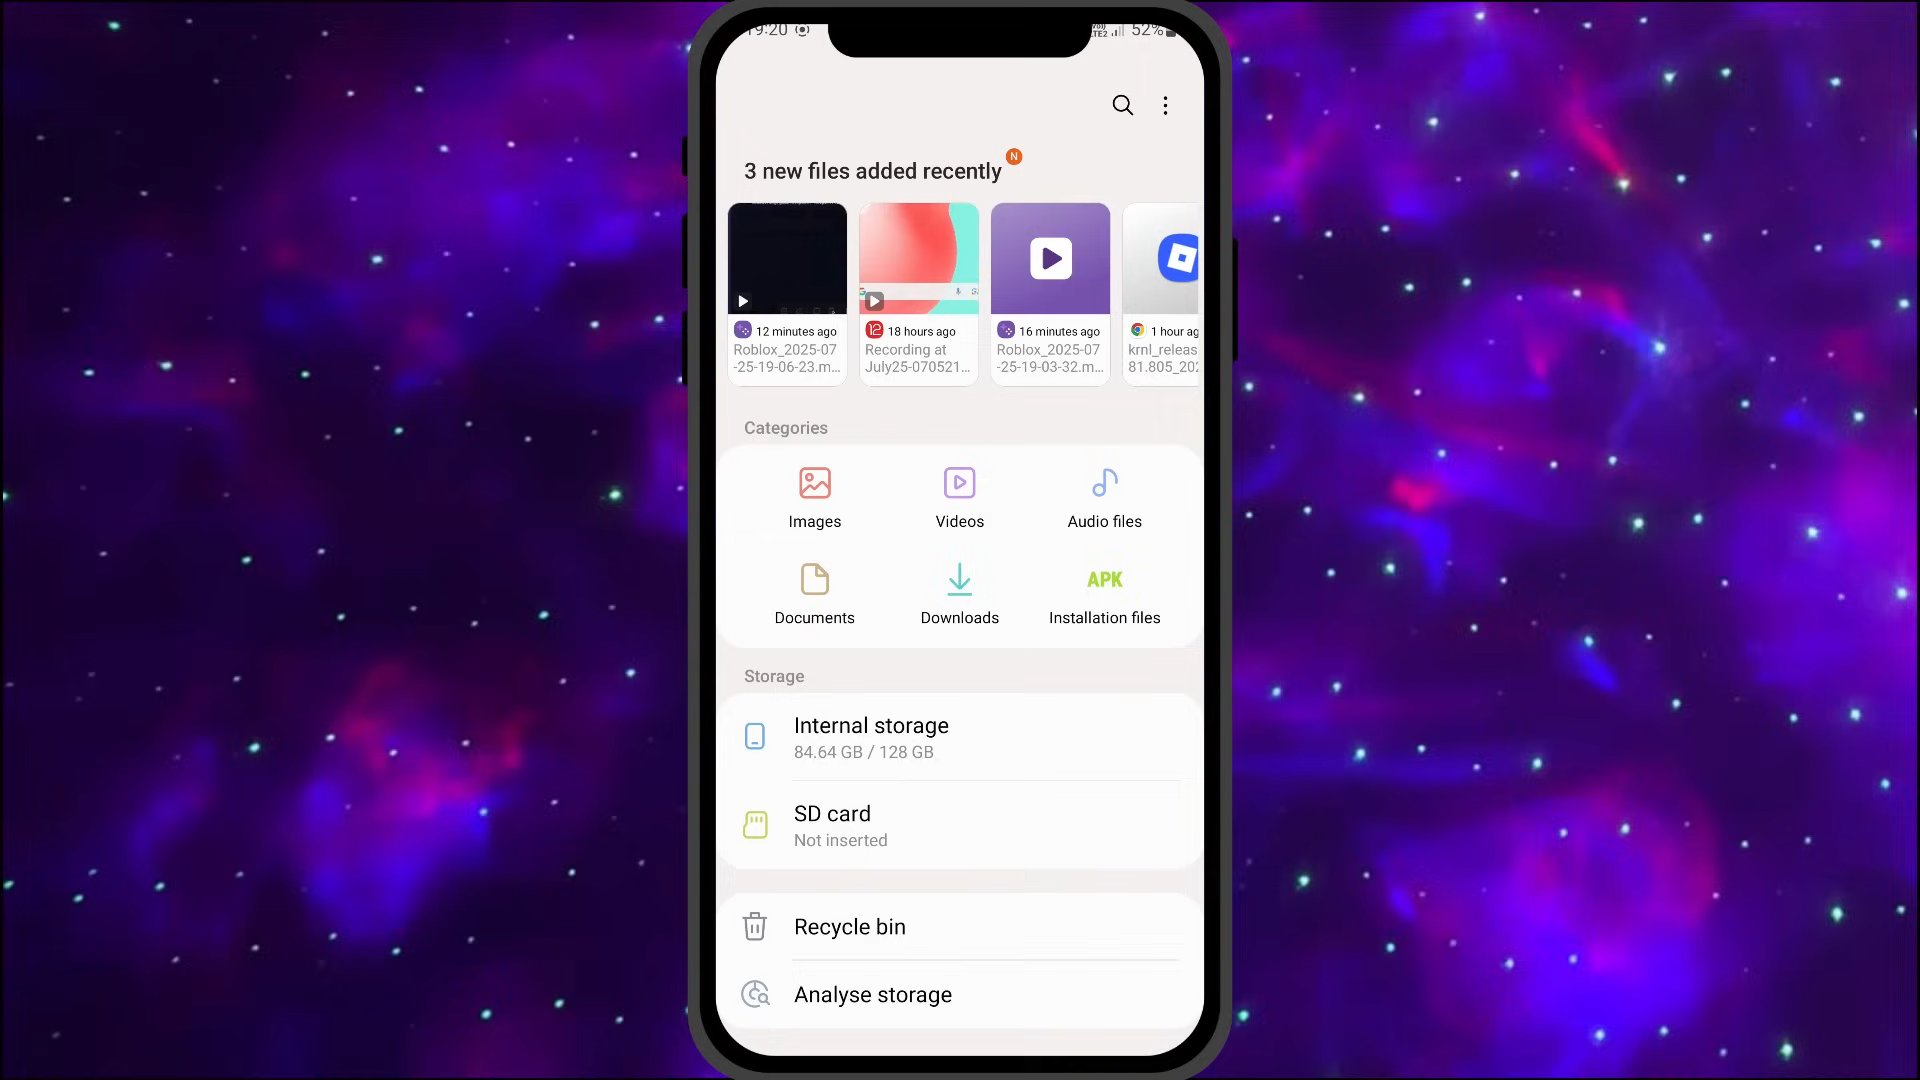 19:20 52%
3 new files added recently N
12 minutes ago
Roblox_2025-07
-25-19-06-23.m...
18 hours ago
Recording at
July25-070521...
16 minutes ago
Roblox_2025-07
-25-19-03-32.m...
1 hour ag
krnl_releas
81.805_202
Categories
Images Videos Audio files
APK
Documents Downloads Installation files
Storage
Internal storage
84.64 GB / 128 GB
SD card
Not inserted
Recycle bin
Analyse storage